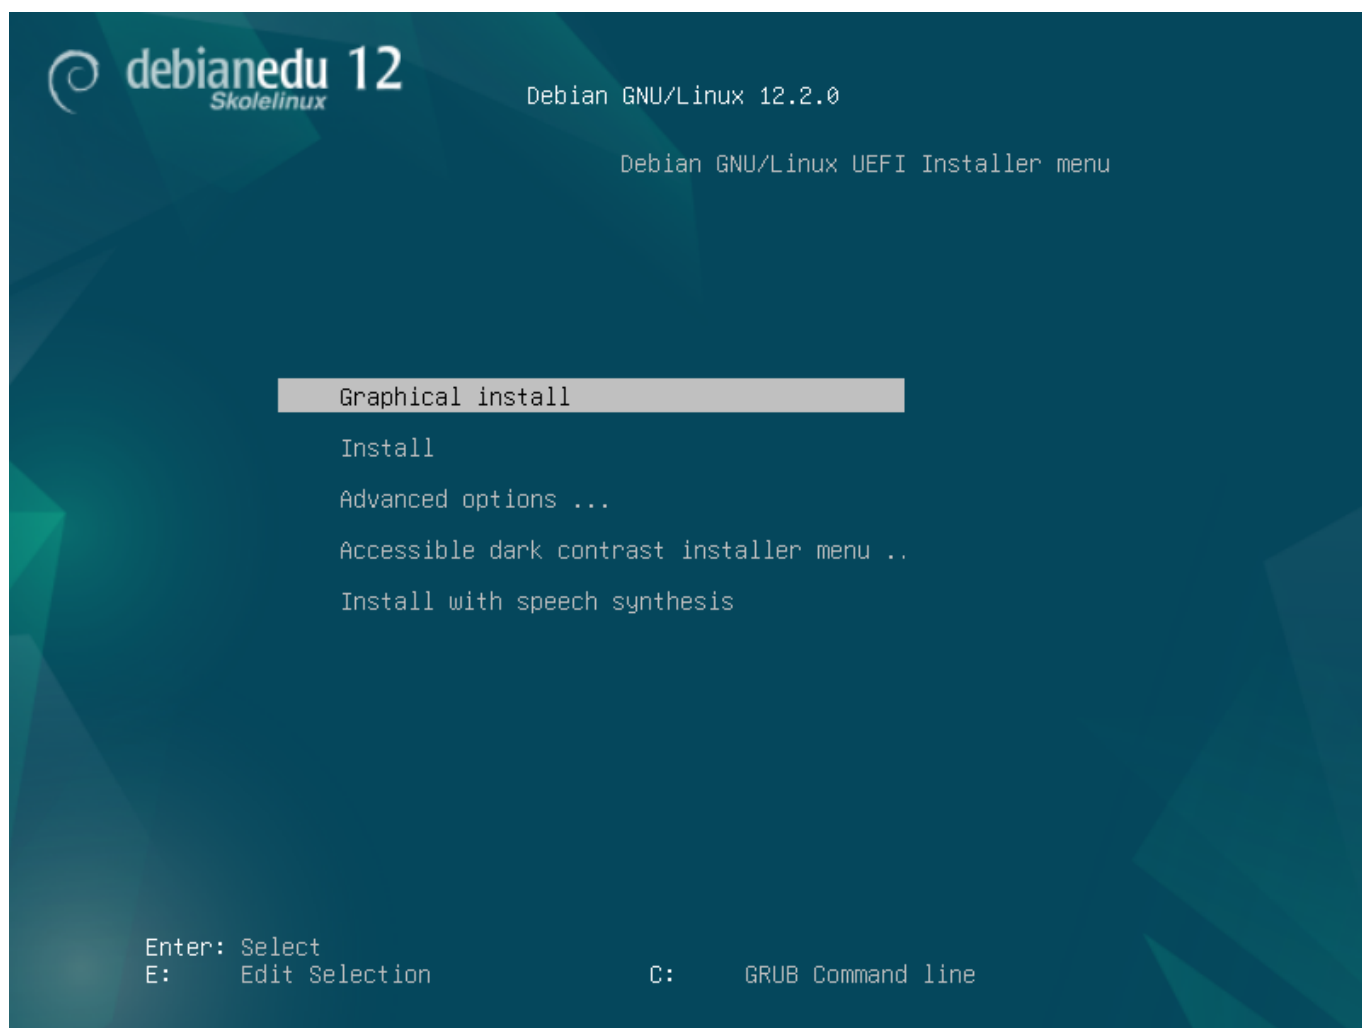 debianedu 12
Skolelinux
Debian GNU/Linux 12.2.0
Debian GNU/Linux UEFI Installer menu
Graphical install
Install
Advanced options ...
Accessible dark contrast installer menu ..
Install with speech synthesis
Enter: Select
E: Edit Selection C: GRUB Command line